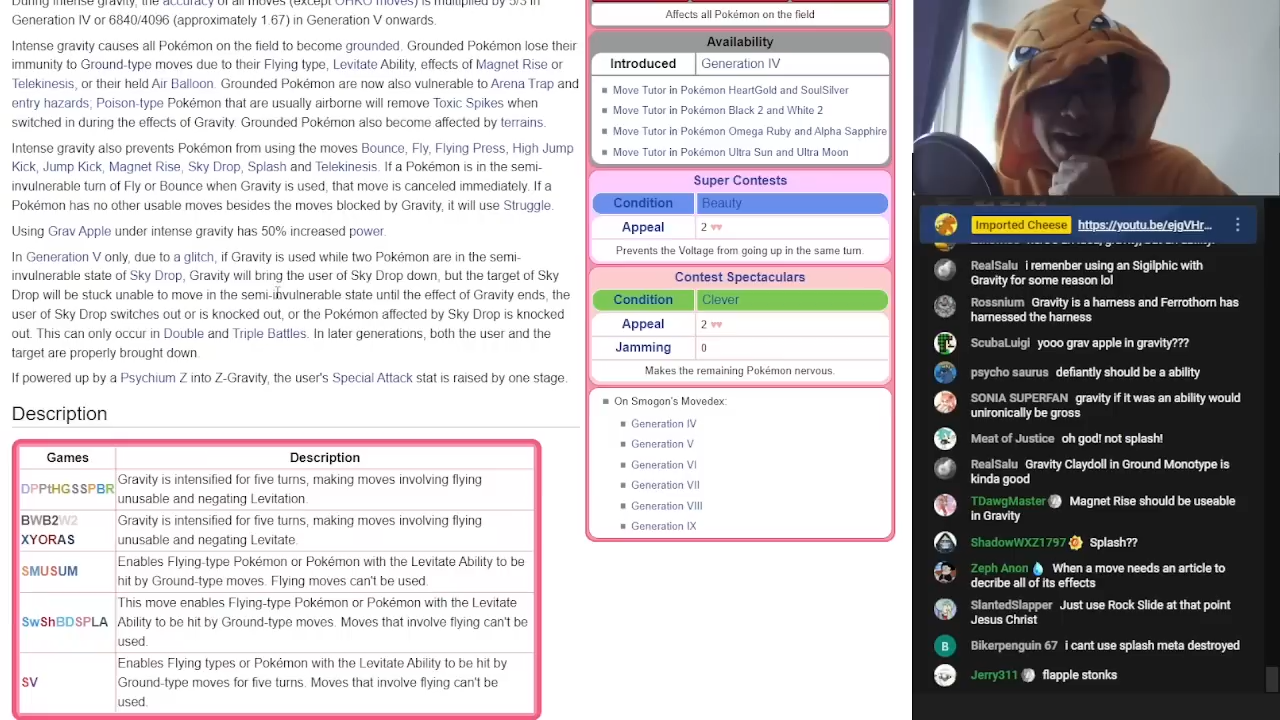 During intense gravity, the accuracy of all moves (except OHKO moves) is multiplied by 5/3 in
Generation IV or 6840/4096 (approximately 1.67) in Generation V onwards.
Intense gravity causes all Pokémon on the field to become grounded. Grounded Pokémon lose their
immunity to Ground-type moves due to their Flying type, Levitate Ability, effects of Magnet Rise or
Telekinesis, or their held Air Balloon. Grounded Pokémon are now also vulnerable to Arena Trap and
entry hazards; Poison-type Pokémon that are usually airborne will remove Toxic Spikes when
switched in during the effects of Gravity. Grounded Pokémon also become affected by terrains.
Intense gravity also prevents Pokémon from using the moves Bounce, Fly, Flying Press, High Jump
Kick, Jump Kick, Magnet Rise, Sky Drop, Splash and Telekinesis. If a Pokémon is in the semi-
invulnerable turn of Fly or Bounce when Gravity is used, that move is canceled immediately. If a
Pokémon has no other usable moves besides the moves blocked by Gravity, it will use Struggle.
Using Grav Apple under intense gravity has 50% increased power.
In Generation V only, due to a glitch, if Gravity is used while two Pokémon are in the semi-
invulnerable state of Sky Drop, Gravity will bring the user of Sky Drop down, but the target of Sky
Drop will be stuck unable to move in the semi-invulnerable state until the effect of Gravity ends, the
user of Sky Drop switches out or is knocked out, or the Pokémon affected by Sky Drop is knocked
out. This can only occur in Double and Triple Battles. In later generations, both the user and the
target are properly brought down.
If powered up by a Psychium Z into Z-Gravity, the user's Special Attack stat is raised by one stage.
Description
Games Description
DPPtHGSSPBR Gravity is intensified for five turns, making moves involving flying
unusable and negating Levitation.
BWB2W2 Gravity is intensified for five turns, making moves involving flying
XYORAS unusable and negating Levitate.
SMUSUM Enables Flying-type Pokémon or Pokémon with the Levitate Ability to be
hit by Ground-type moves. Flying moves can't be used.
SwShBDSPLA This move enables Flying-type Pokémon or Pokémon with the Levitate
Ability to be hit by Ground-type moves. Moves that involve flying can't be
used.
SV Enables Flying types or Pokémon with the Levitate Ability to be hit by
Ground-type moves for five turns. Moves that involve flying can't be
used.
Affects all Pokémon on the field
Availability
Introduced Generation IV
Move Tutor in Pokémon HeartGold and SoulSilver
Move Tutor in Pokémon Black 2 and White 2
Move Tutor in Pokémon Omega Ruby and Alpha Sapphire
Move Tutor in Pokémon Ultra Sun and Ultra Moon
Super Contests
Condition Beauty
Appeal 2 ♥♥
Prevents the Voltage from going up in the same turn.
Contest Spectaculars
Condition Clever
Appeal 2 ♥♥
Jamming 0
Makes the remaining Pokémon nervous.
On Smogon's Movedex:
Generation IV
Generation V
Generation VI
Generation VII
Generation VIII
Generation IX
Imported Cheese https://youtu.be/ejgVHr...
RealSalu i remember using an Sigilphic with
Gravity for some reason lol
Rossnium Gravity is a harness and Ferrothorn has
harnessed the harness
ScubaLuigi yooo grav apple in gravity???
psycho saurus defiantly should be a ability
SONIA SUPERFAN gravity if it was an ability would
unironically be gross
Meat of Justice oh god! not splash!
RealSalu Gravity Claydoll in Ground Monotype is
kinda good
TDawgMaster Magnet Rise should be useable
in Gravity
ShadowWXZ1797 Splash??
Zeph Anon When a move needs an article to
decribe all of its effects
SlantedSlapper Just use Rock Slide at that point
Jesus Christ
B Bikerpenguin 67 i cant use splash meta destroyed
Jerry311 flapple stonks